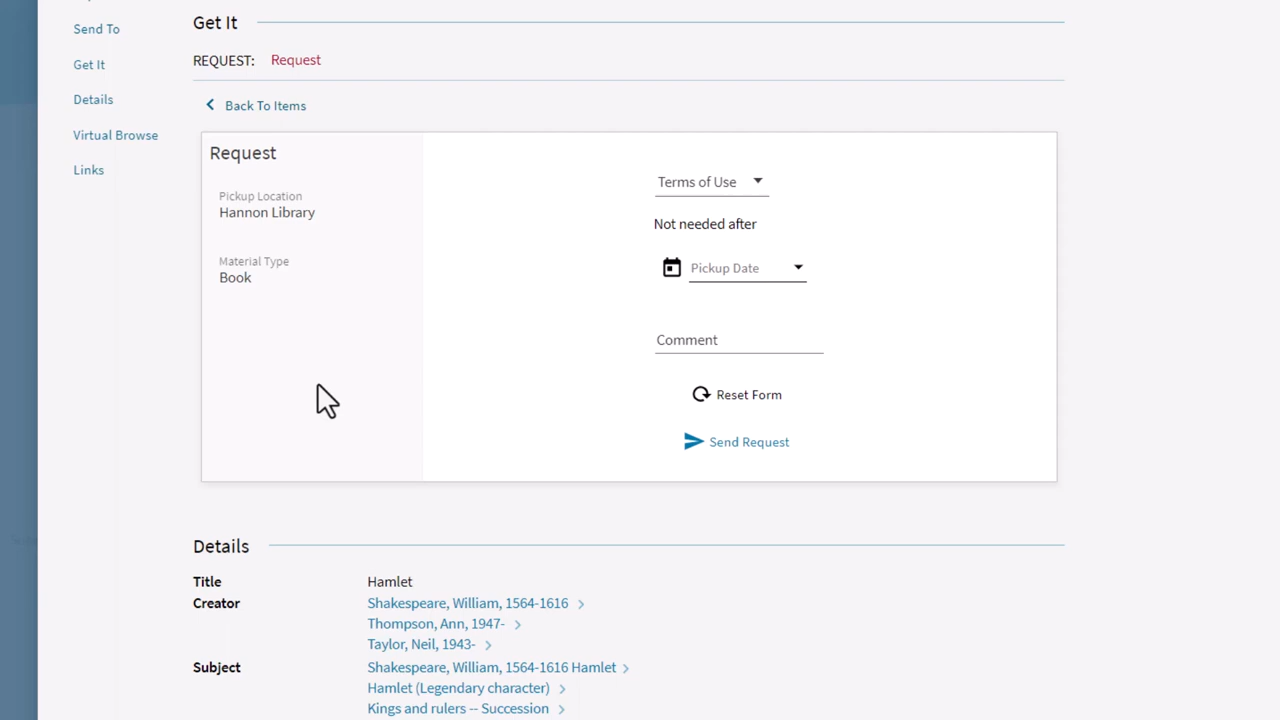 Send To
Get It
Details
Virtual Browse
Links
Get It
REQUEST: Request
Back To Items
Request
Pickup Location
Hannon Library
Material Type
Book
Terms of Use
Not needed after
Pickup Date
Comment
Reset Form
Send Request
Details
Title Hamlet
Creator Shakespeare, William, 1564-1616
Thompson, Ann, 1947-
Taylor, Neil, 1943-
Subject Shakespeare, William, 1564-1616 Hamlet
Hamlet (Legendary character)
Kings and rulers -- Succession